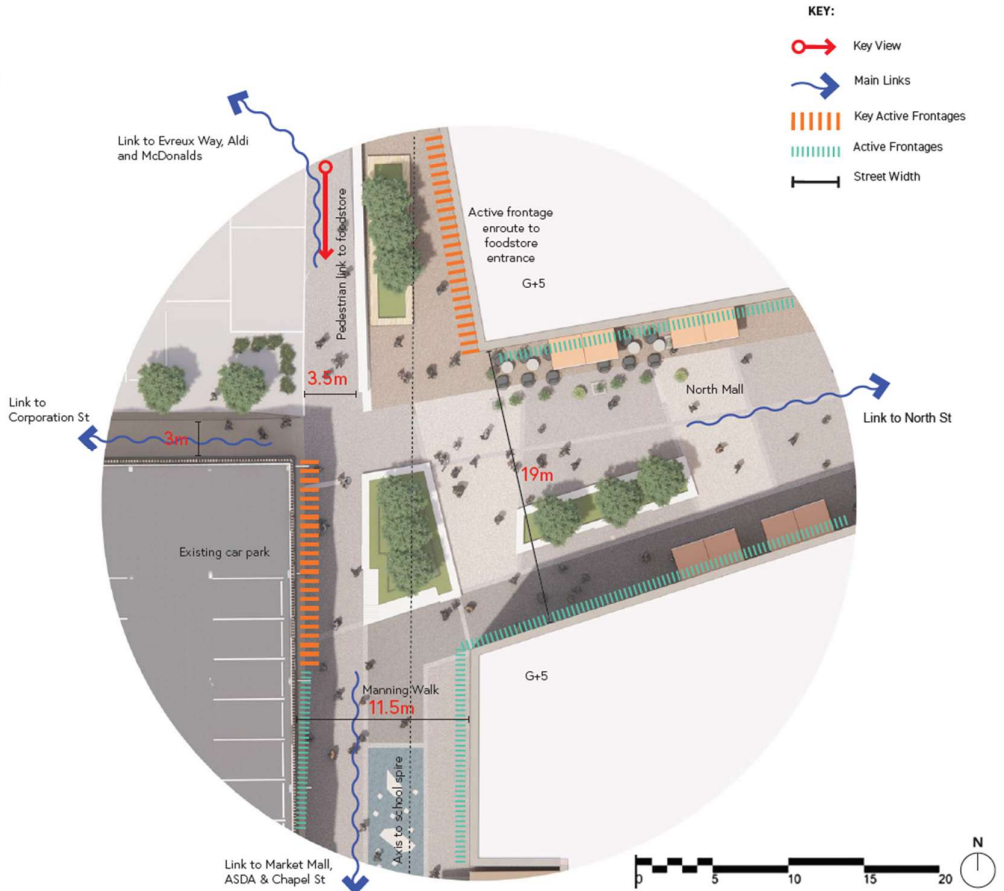 KEY:
Key View
Main Links
Key Active Frontages
Active Frontages
Street Width
Link to Evreux Way, Aldi
and McDonalds
Pedestrian link to foodstore
Active frontage
enroute to
foodstore
entrance
G+5
3.5m
North Mall
Link to
Corporation St
Link to North St
3m
19m
Existing car park
G+5
Manning Walk
11.5m
Axis to school spire
Link to Market Mall,
ASDA & Chapel St
N
0 5 10 15 20